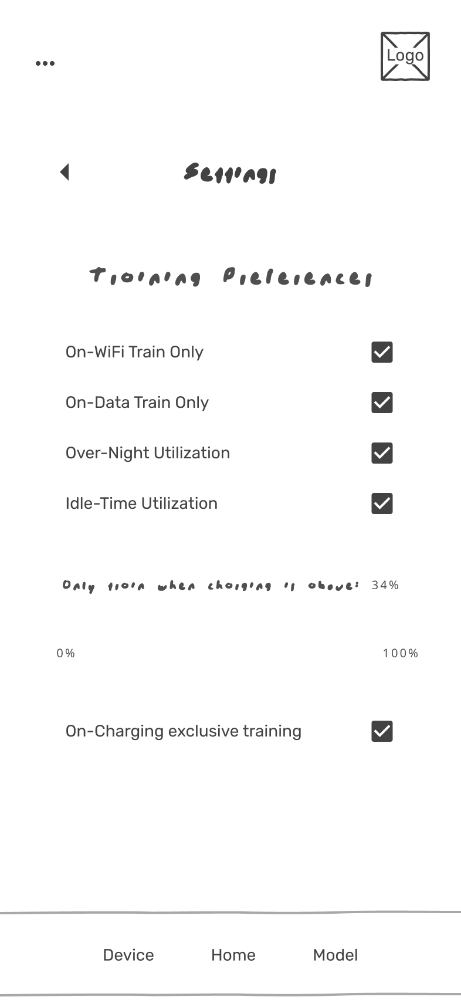 Logo
Settings
Training Preferences
On-WiFi Train Only
On-Data Train Only
Over-Night Utilization
Idle-Time Utilization
Only train when charging is above: 34%
0% 100%
On-Charging exclusive training
Device Home Model